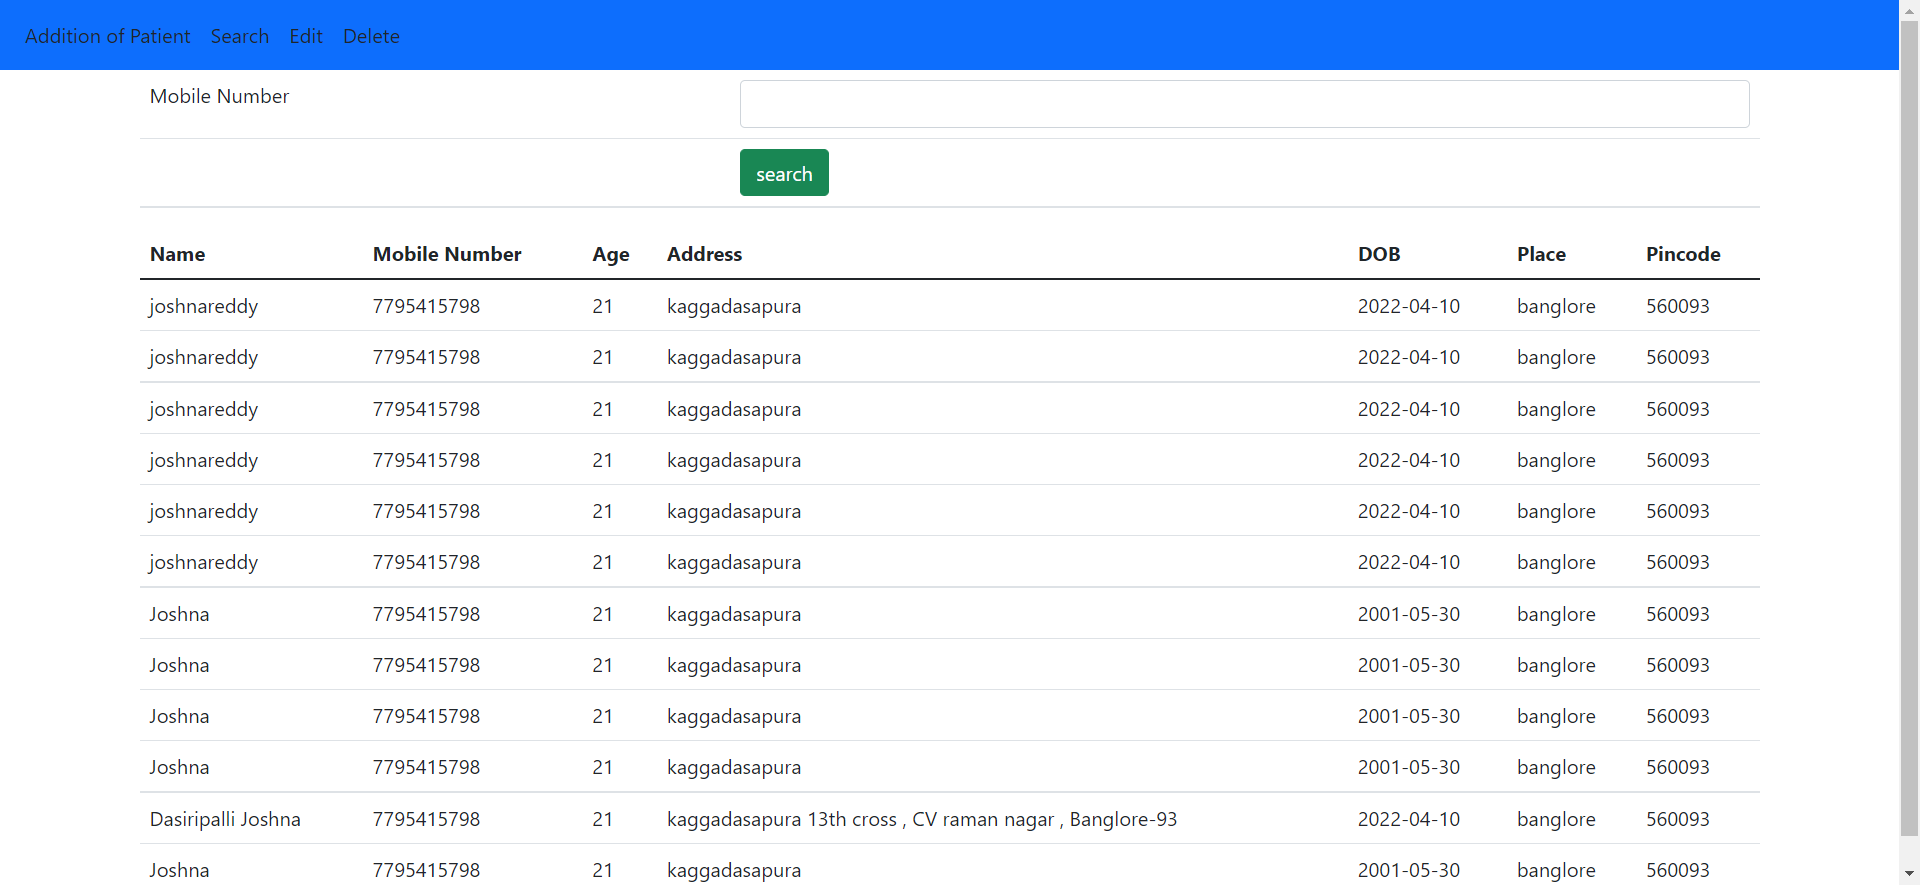 Addition of Patient Search Edit Delete
Mobile Number
search
Name Mobile Number Age Address DOB Place Pincode
joshnareddy 7795415798 21 kaggadasapura 2022-04-10 banglore 560093
joshnareddy 7795415798 21 kaggadasapura 2022-04-10 banglore 560093
joshnareddy 7795415798 21 kaggadasapura 2022-04-10 banglore 560093
joshnareddy 7795415798 21 kaggadasapura 2022-04-10 banglore 560093
joshnareddy 7795415798 21 kaggadasapura 2022-04-10 banglore 560093
joshnareddy 7795415798 21 kaggadasapura 2022-04-10 banglore 560093
Joshna 7795415798 21 kaggadasapura 2001-05-30 banglore 560093
Joshna 7795415798 21 kaggadasapura 2001-05-30 banglore 560093
Joshna 7795415798 21 kaggadasapura 2001-05-30 banglore 560093
Joshna 7795415798 21 kaggadasapura 2001-05-30 banglore 560093
Dasiripalli Joshna 7795415798 21 kaggadasapura 13th cross , CV raman nagar , Banglore-93 2022-04-10 banglore 560093
Joshna 7795415798 21 kaggadasapura 2001-05-30 banglore 560093